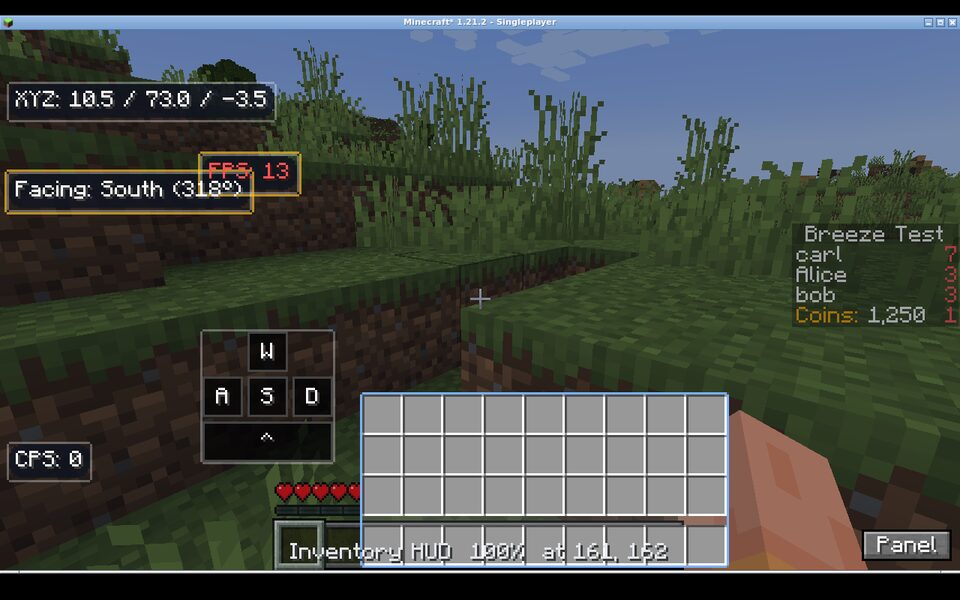 Minecraft* 1.21.2 - Singleplayer
XYZ: 10.5 / 73.0 / -3.5
FPS: 13
Facing: South (318°)
Breeze Test
carl 7
Alice 3
bob 3
Coins: 1,250 1
W
A S D
^
CPS: 0
Inventory HUD 100% at 161, 162
Panel